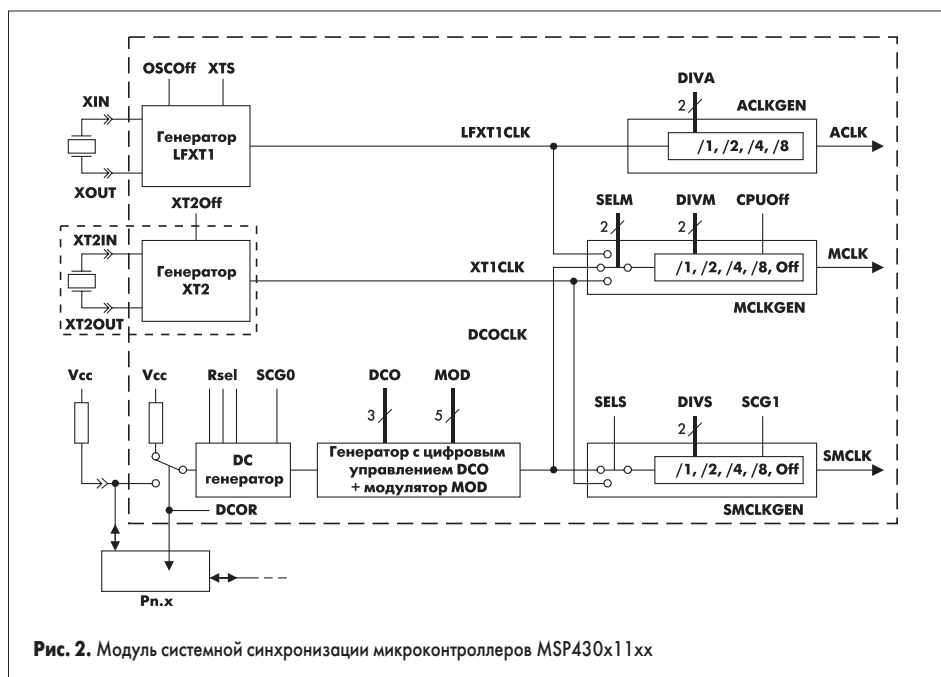 OSCOff XTS
XIN
XOUT
Генератор
LFXT1
LFXT1CLK
DIVA
2
ACLKGEN
/1, /2, /4, /8
ACLK
XT2Off
XT2IN
XT2OUT
Генератор
XT2
XT1CLK
SELM DIVM CPUOff
2 2
/1, /2, /4, /8, Off
MCLK
MCLKGEN
DCOCLK
Vcc Vcc Rsel SCG0 DCO MOD
3 5
DC
генератор
Генератор с цифровым
управлением DCO
+ модулятор MOD
SELS DIVS SCG1
2
/1, /2, /4, /8, Off
SMCLK
SMCLKGEN
DCOR
Pn.x
Рис. 2. Модуль системной синхронизации микроконтроллеров MSP430x11xx